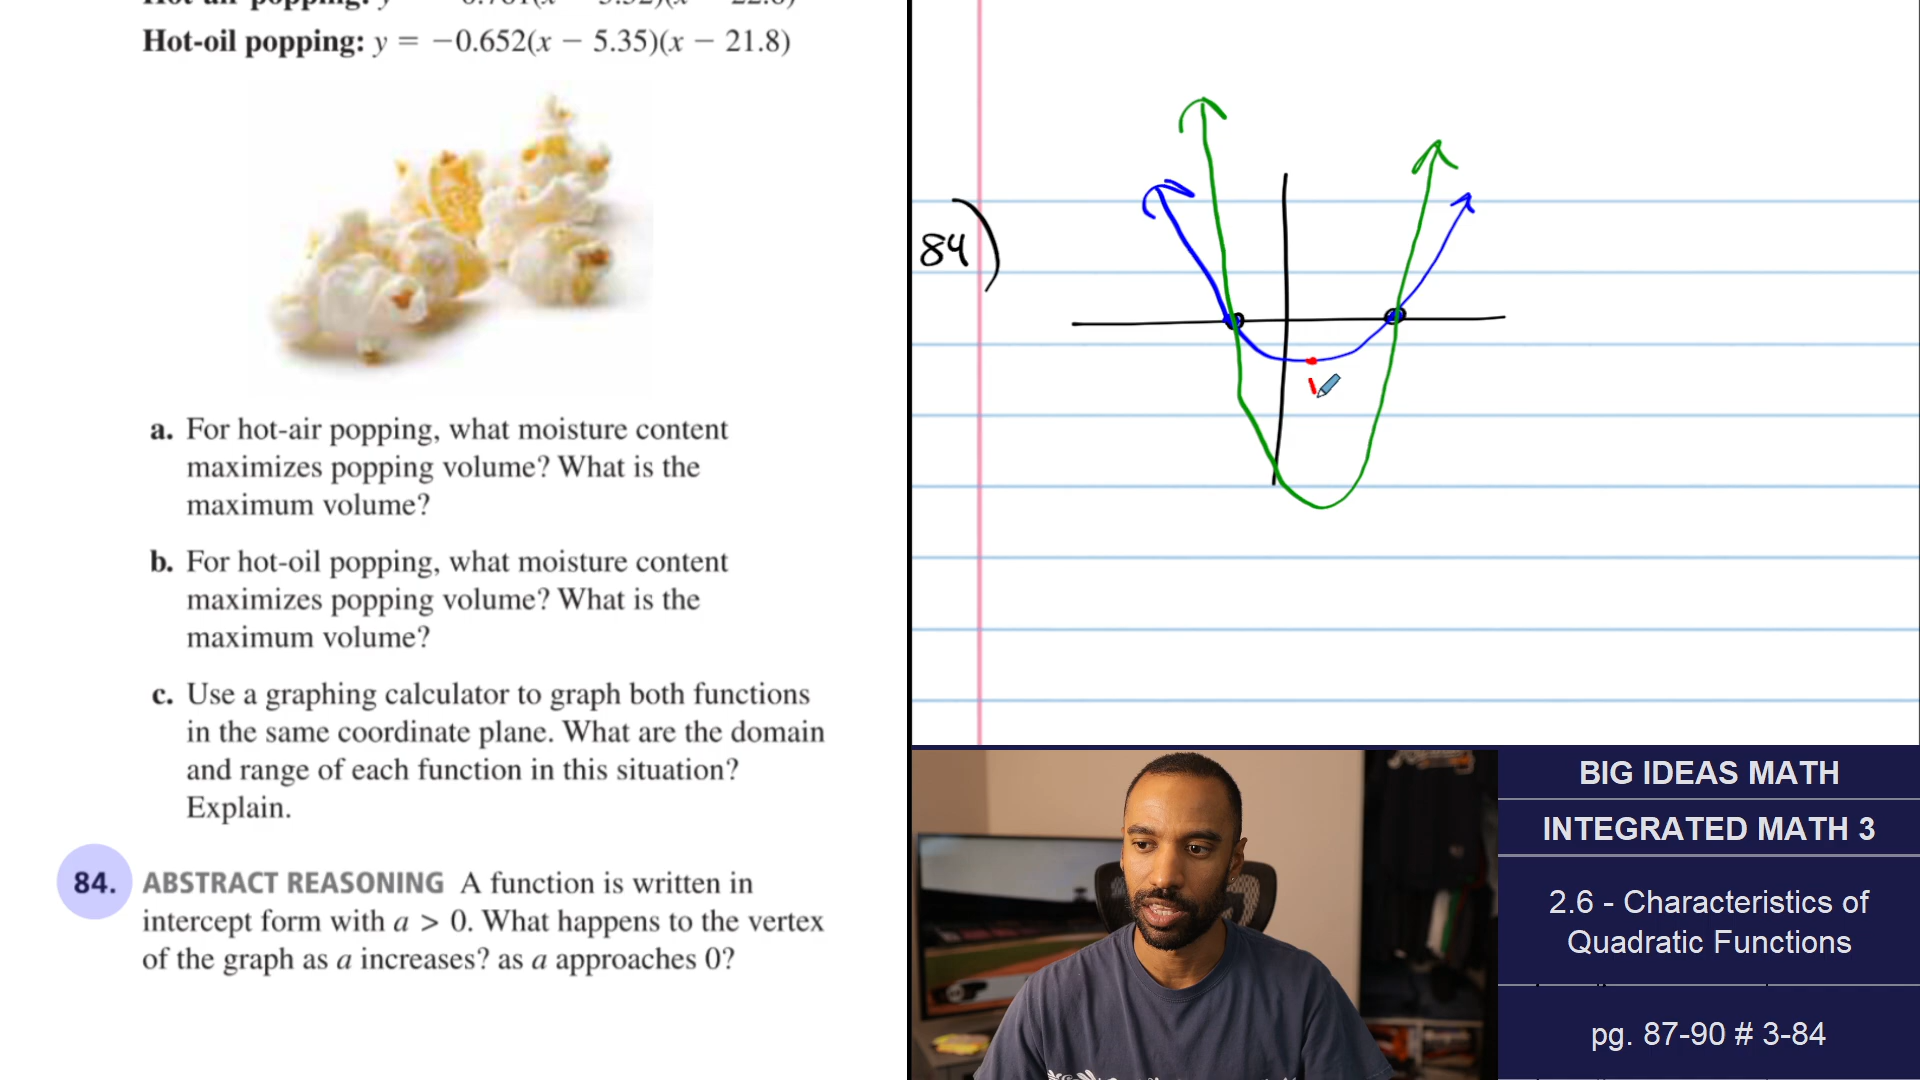 Hot-oil popping: y = −0.652(x − 5.35)(x − 21.8)
a. For hot-air popping, what moisture content
maximizes popping volume? What is the
maximum volume?
b. For hot-oil popping, what moisture content
maximizes popping volume? What is the
maximum volume?
c. Use a graphing calculator to graph both functions
in the same coordinate plane. What are the domain
and range of each function in this situation?
Explain.
84. ABSTRACT REASONING A function is written in
intercept form with a > 0. What happens to the vertex
of the graph as a increases? as a approaches 0?
84)
BIG IDEAS MATH
INTEGRATED MATH 3
2.6 - Characteristics of
Quadratic Functions
pg. 87-90 # 3-84